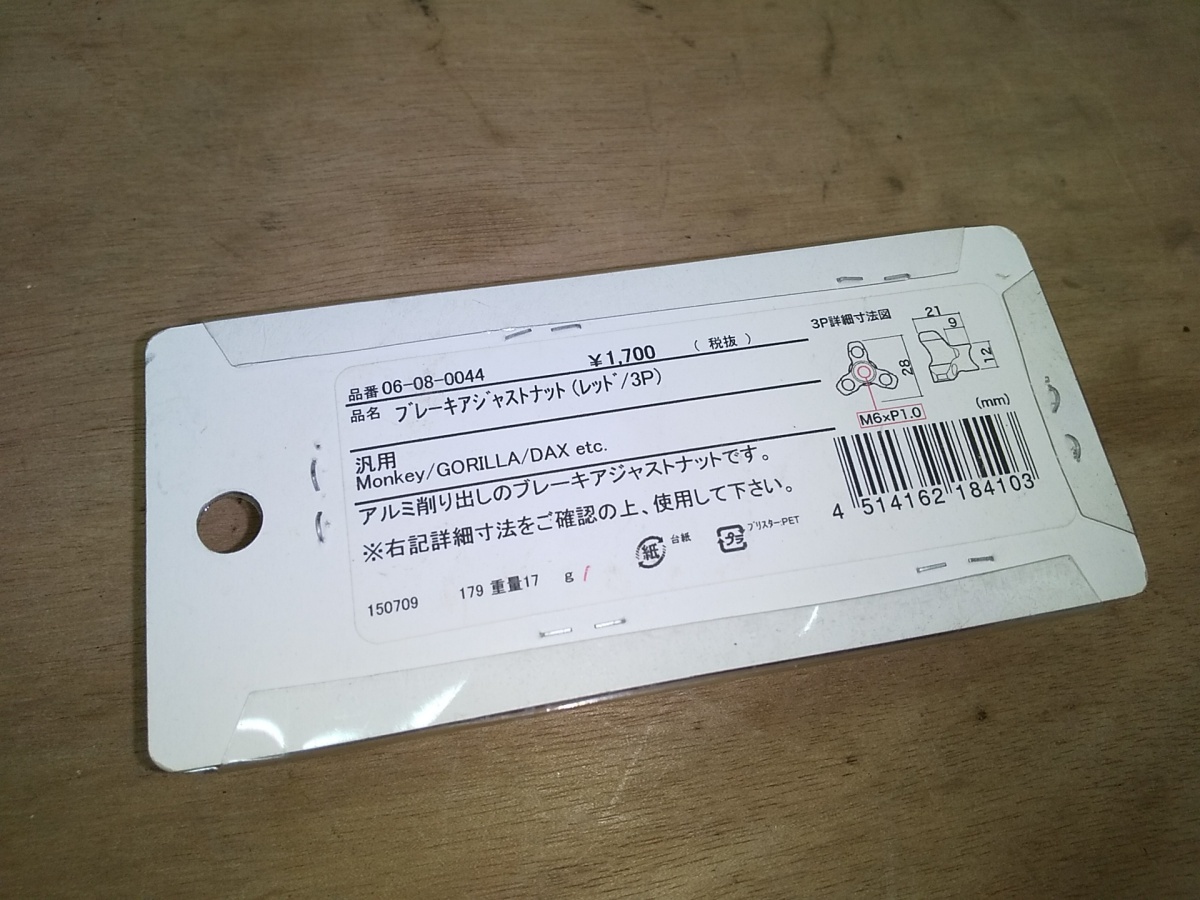 品番 06-08-0044 ¥1,700 (税抜)
品名 ブレーキアジャストナット(レッド/3P)
汎用
Monkey/GORILLA/DAX etc.
アルミ削り出しのブレーキアジャストナットです。
※右記詳細寸法をご確認の上、使用して下さい。
紙 台紙 プラ ブリスター:PET
150709 179 重量17 g
3P詳細寸法図
21
9
28
12
M6×P1.0
(mm)
4 514162 184103